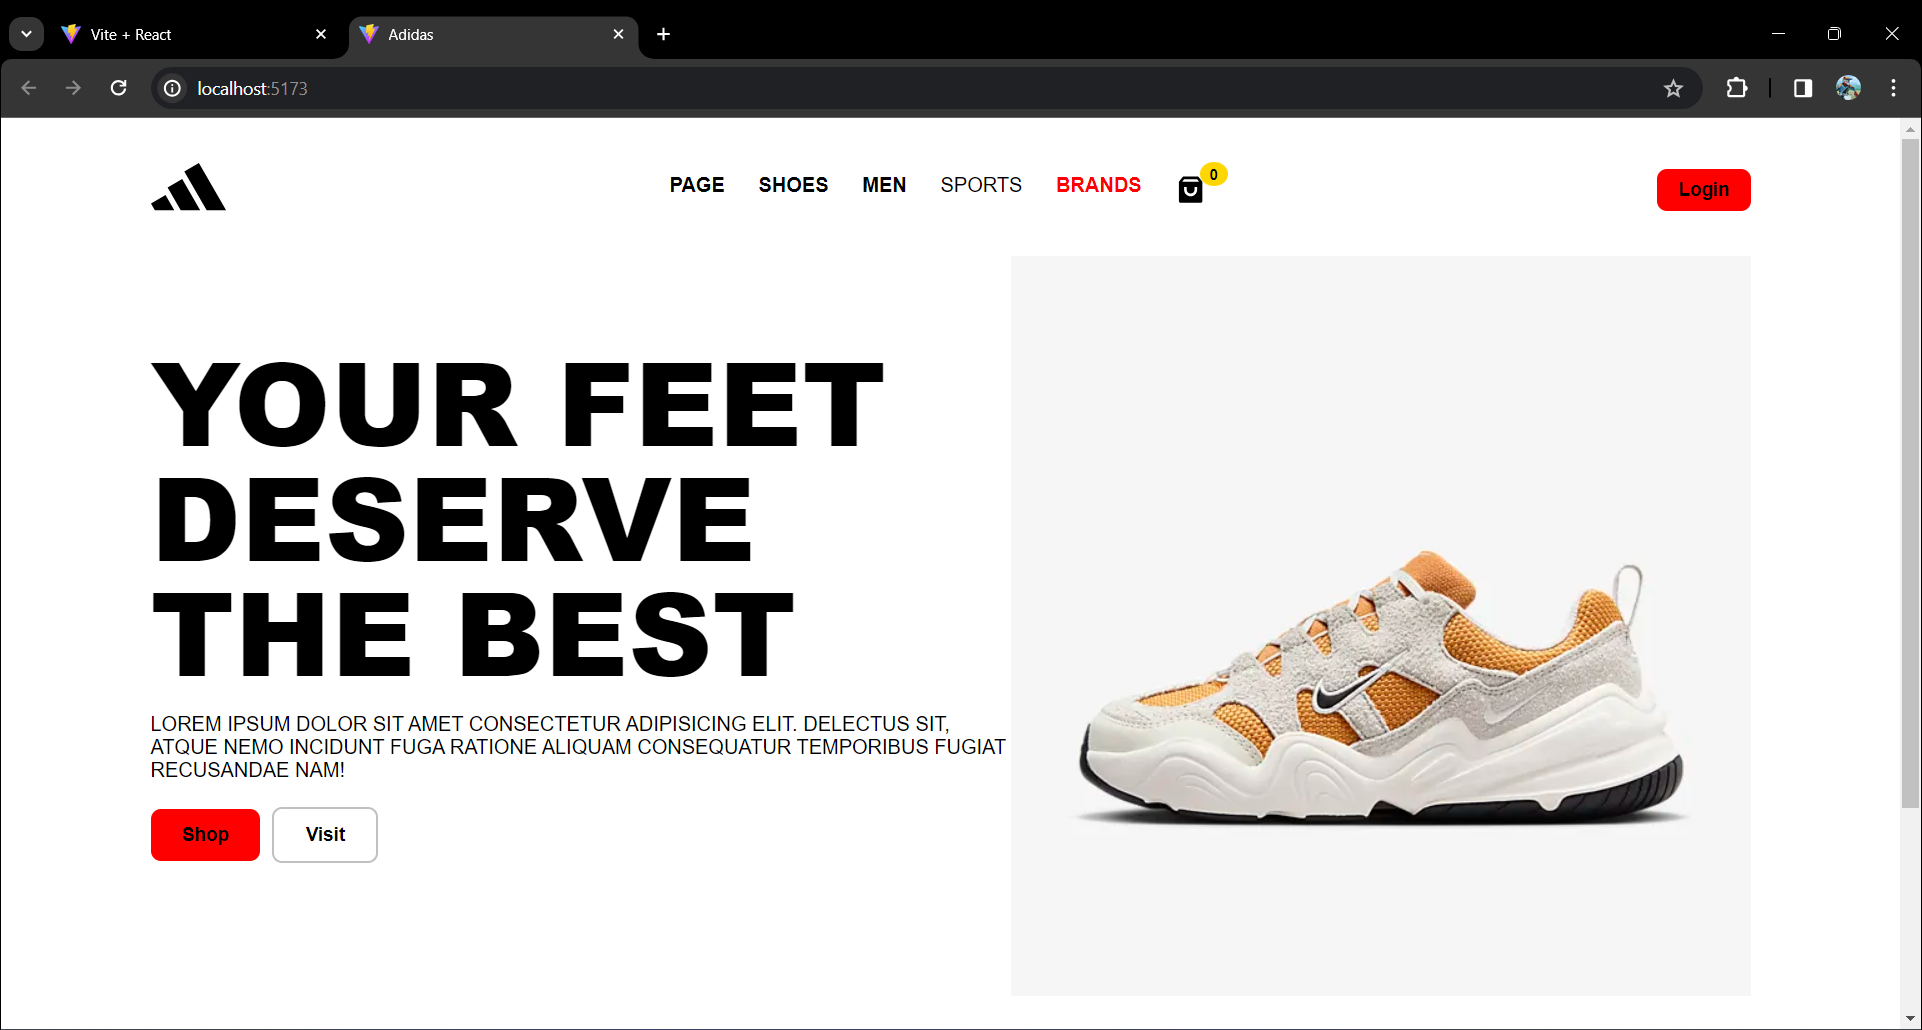 Vite + React
Adidas
localhost:5173
PAGE SHOES MEN SPORTS BRANDS 0
Login
YOUR FEET
DESERVE
THE BEST
LOREM IPSUM DOLOR SIT AMET CONSECTETUR ADIPISICING ELIT. DELECTUS SIT,
ATQUE NEMO INCIDUNT FUGA RATIONE ALIQUAM CONSEQUATUR TEMPORIBUS FUGIAT
RECUSANDAE NAM!
Shop
Visit